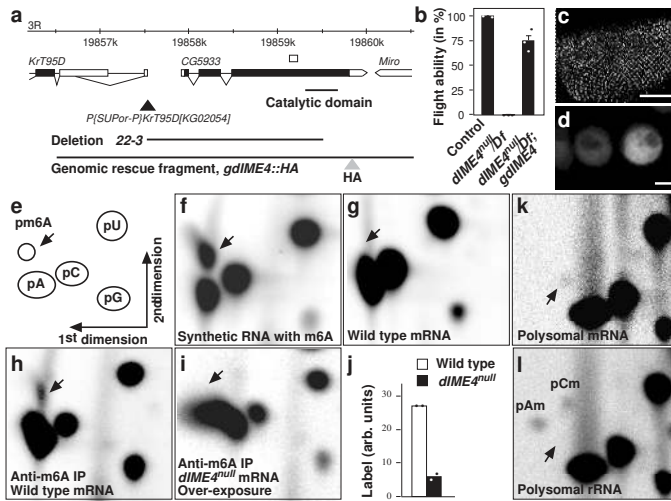 a
3R
19857k 19858k 19859k 19860k
KrT95D CG5933 Miro
Catalytic domain
P{SUPor-P}KrT95D[KG02054]
Deletion 22-3
Genomic rescue fragment, gdIME4::HA
HA
b
Flight ability (in %)
100
75
50
25
0
Control
dIME4null/Df
dIME4null/Df;
gdIME4
c
d
e
pm6A
pU
pC
pA
pG
2nd dimension
1st dimension
f
Synthetic RNA with m6A
g
Wild type mRNA
k
Polysomal mRNA
h
Anti-m6A IP
Wild type mRNA
i
Anti-m6A IP
dIME4null mRNA
Over-exposure
j
Wild type
dIME4null
Label (arb. units)
30
20
10
0
l
pCm
pAm
Polysomal rRNA